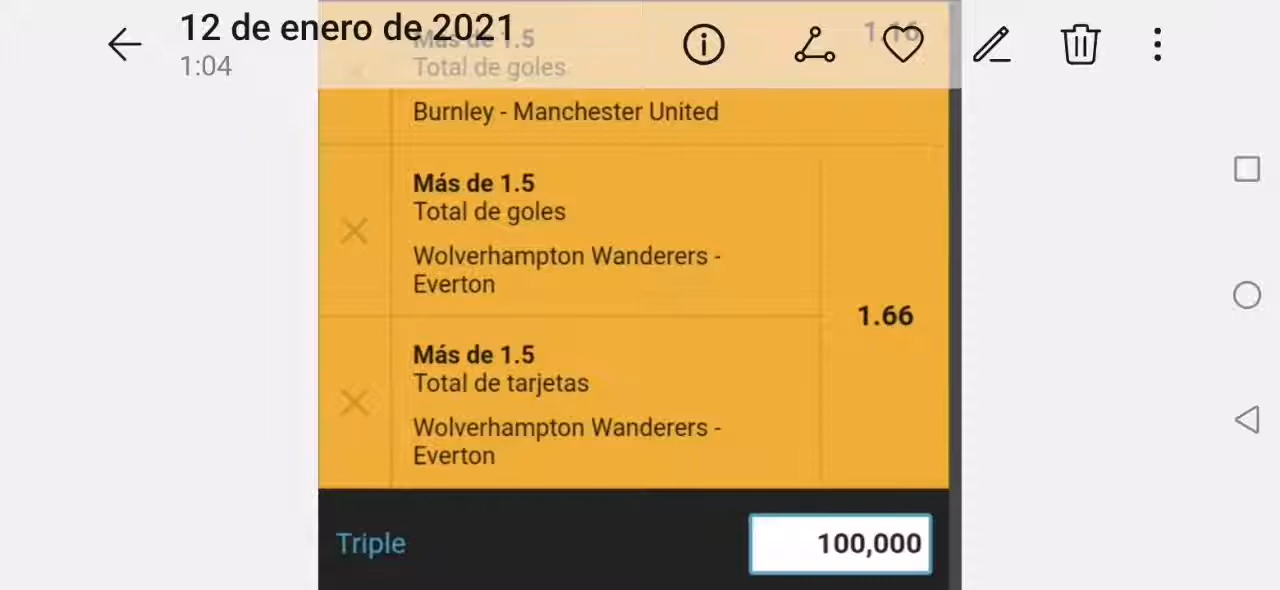 12 de enero de 2021
1:04
Más de 1.5
1.16
Total de goles
Burnley - Manchester United
Más de 1.5
Total de goles
Wolverhampton Wanderers -
Everton
1.66
Más de 1.5
Total de tarjetas
Wolverhampton Wanderers -
Everton
Triple
100,000